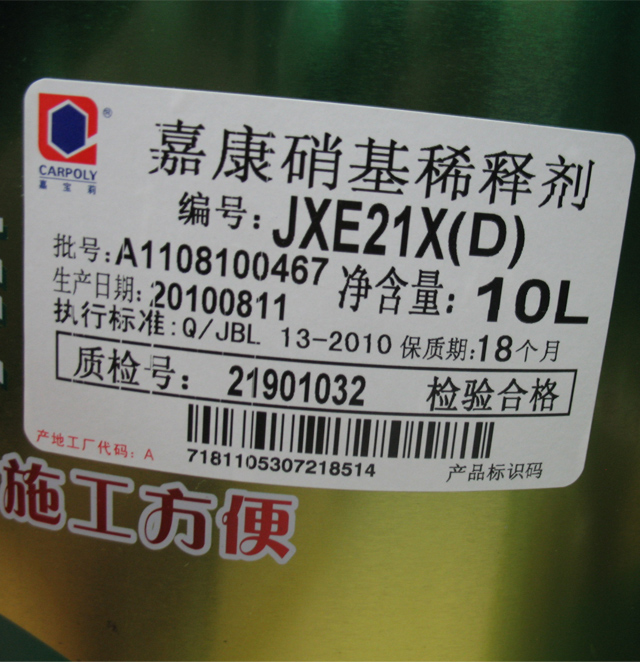 CARPOLY
嘉宝莉
®
嘉康硝基稀释剂
编号:JXE21X(D)
批号:A1108100467 净含量:10L
生产日期:20100811
执行标准:Q/JBL 13-2010 保质期:18个月
质检号: 21901032 检验合格
7181105307218514
产地工厂代码:A 产品标识码
施工方便